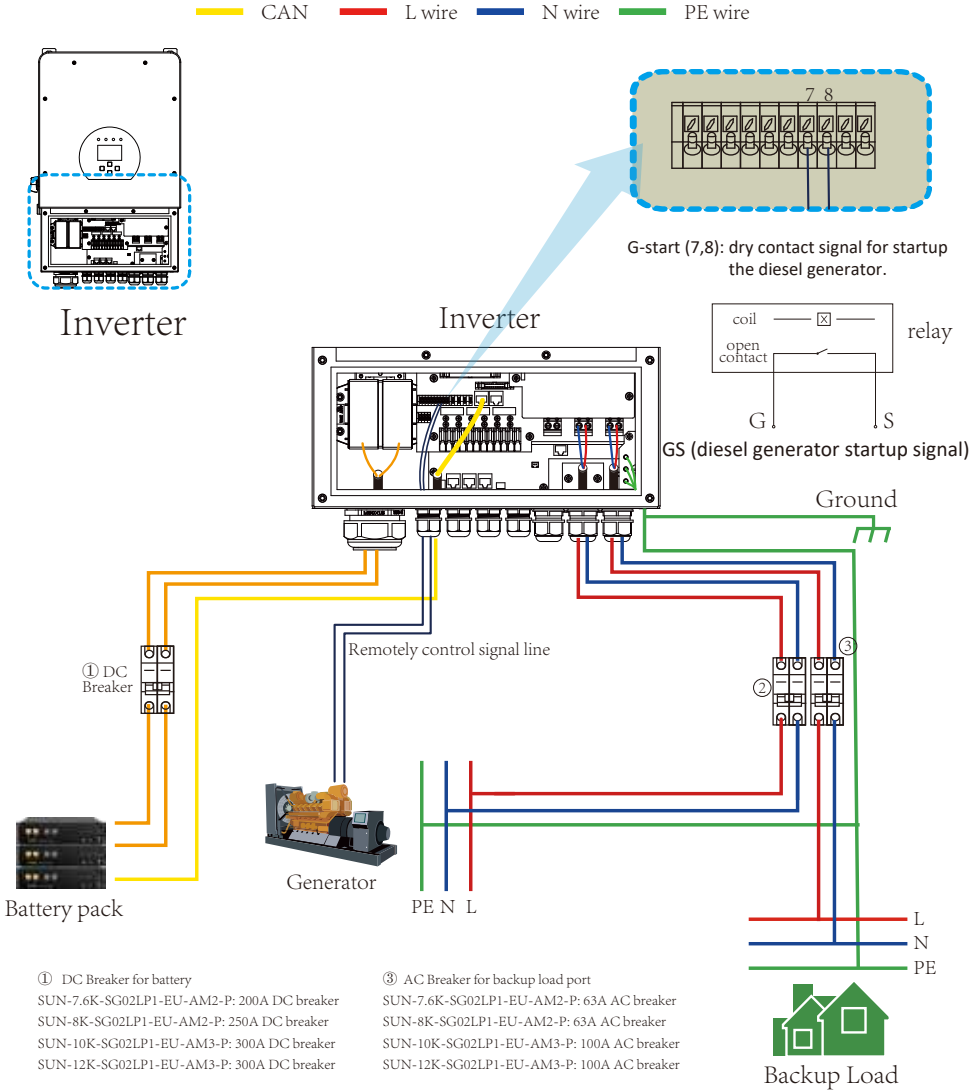 CAN L wire N wire PE wire
7 8
G-start (7,8): dry contact signal for startup
the diesel generator.
Inverter
Inverter
coil
relay
open
contact
G S
GS (diesel generator startup signal)
Ground
Remotely control signal line
① DC
Breaker
②
③
Generator
Battery pack
PE N L
L
N
PE
① DC Breaker for battery
SUN-7.6K-SG02LP1-EU-AM2-P: 200A DC breaker
SUN-8K-SG02LP1-EU-AM2-P: 250A DC breaker
SUN-10K-SG02LP1-EU-AM3-P: 300A DC breaker
SUN-12K-SG02LP1-EU-AM3-P: 300A DC breaker
③ AC Breaker for backup load port
SUN-7.6K-SG02LP1-EU-AM2-P: 63A AC breaker
SUN-8K-SG02LP1-EU-AM2-P: 63A AC breaker
SUN-10K-SG02LP1-EU-AM3-P: 100A AC breaker
SUN-12K-SG02LP1-EU-AM3-P: 100A AC breaker
Backup Load